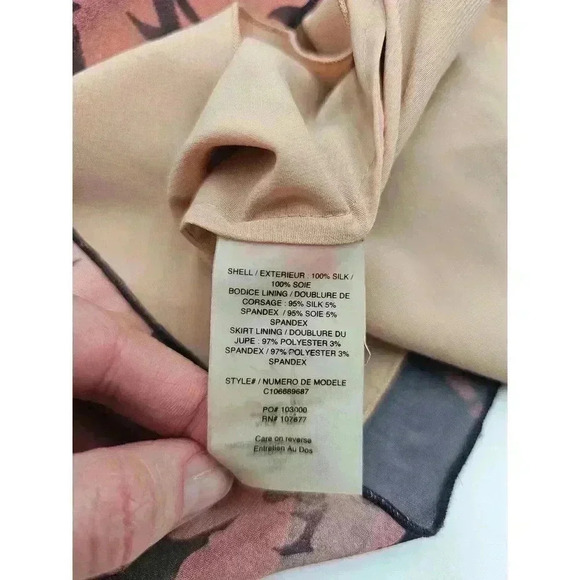 SHELL / EXTERIEUR : 100% SILK /
100% SOIE
BODICE LINING / DOUBLURE DE
CORSAGE : 95% SILK 5%
SPANDEX / 95% SOIE 5%
SPANDEX
SKIRT LINING / DOUBLURE DU
JUPE : 97% POLYESTER 3%
SPANDEX / 97% POLYESTER 3%
SPANDEX
STYLE# / NUMERO DE MODELE
C106689687
PO# 103000
RN# 107877
Care on reverse
Entretien Au Dos